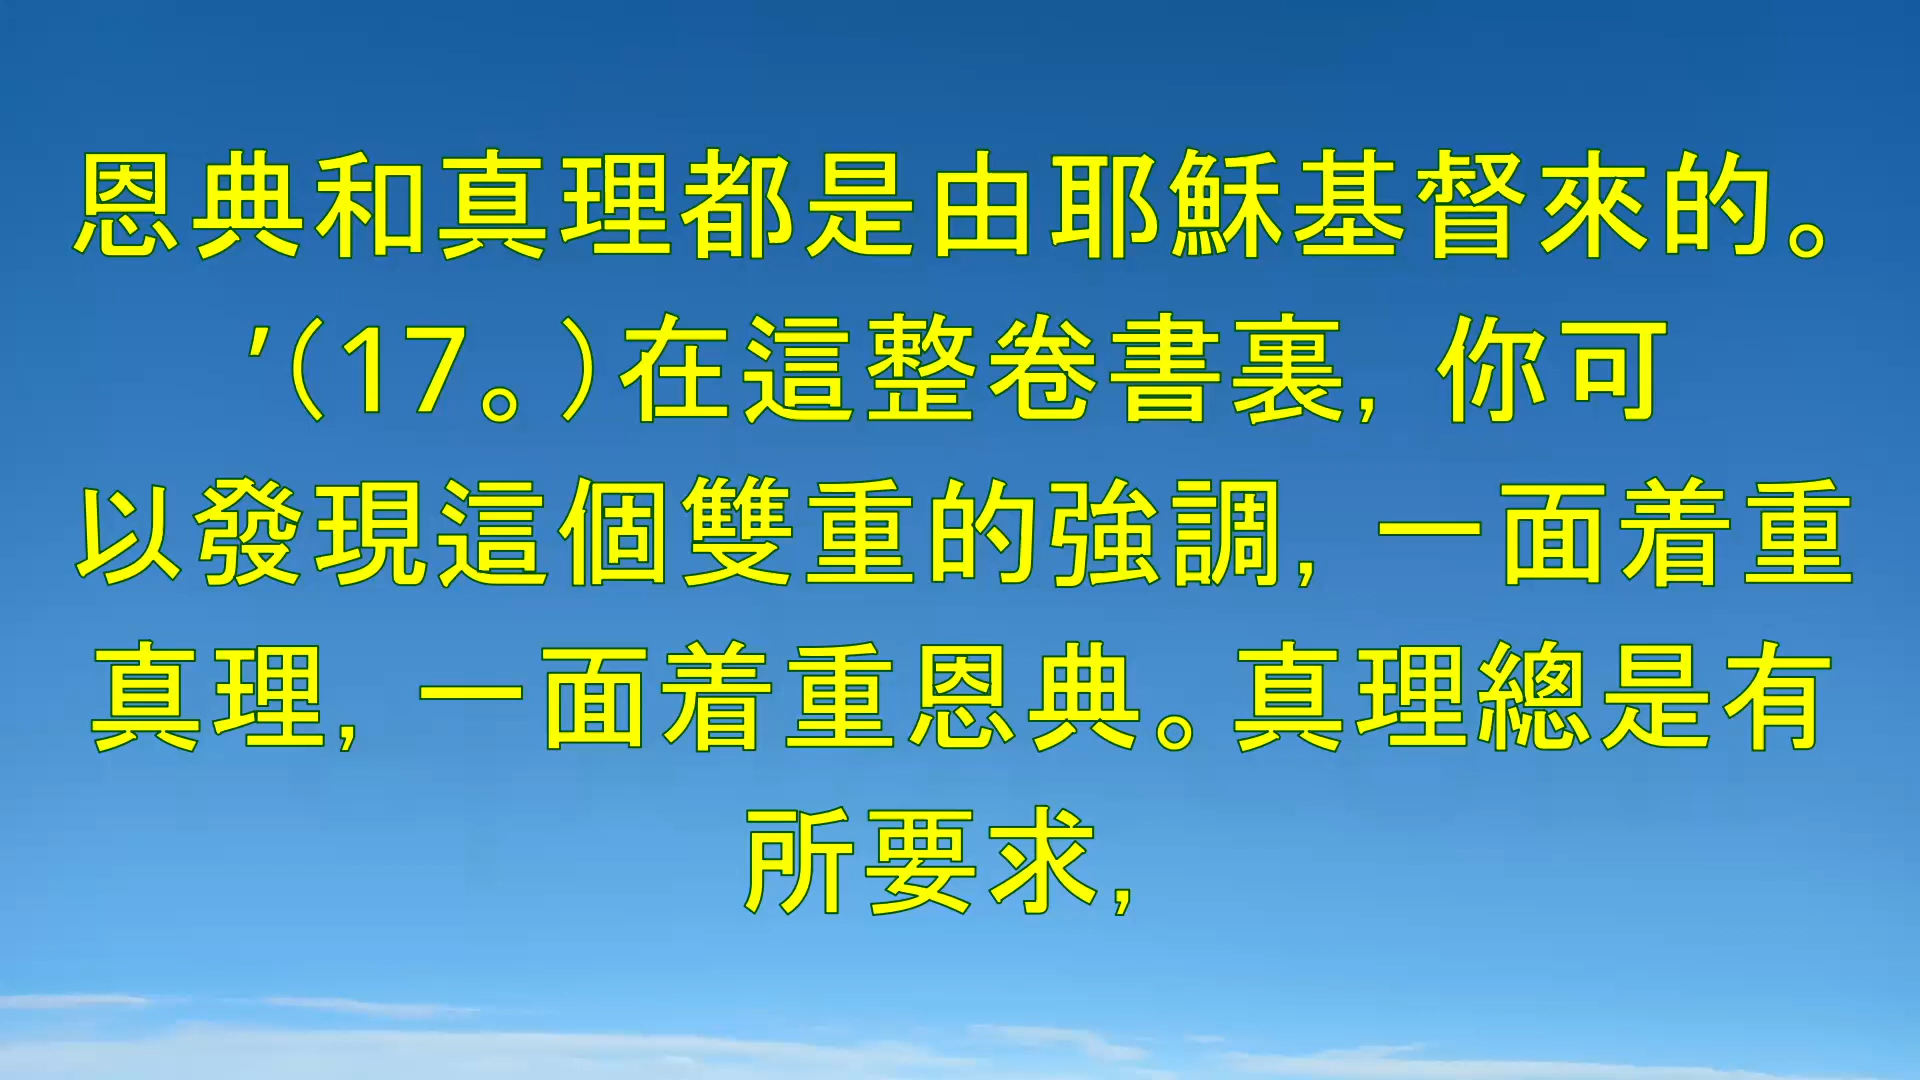 恩典和真理都是由耶穌基督來的。
′(17。)在這整卷書裏，你可
以發現這個雙重的強調，一面着重
真理，一面着重恩典。真理總是有
所要求，